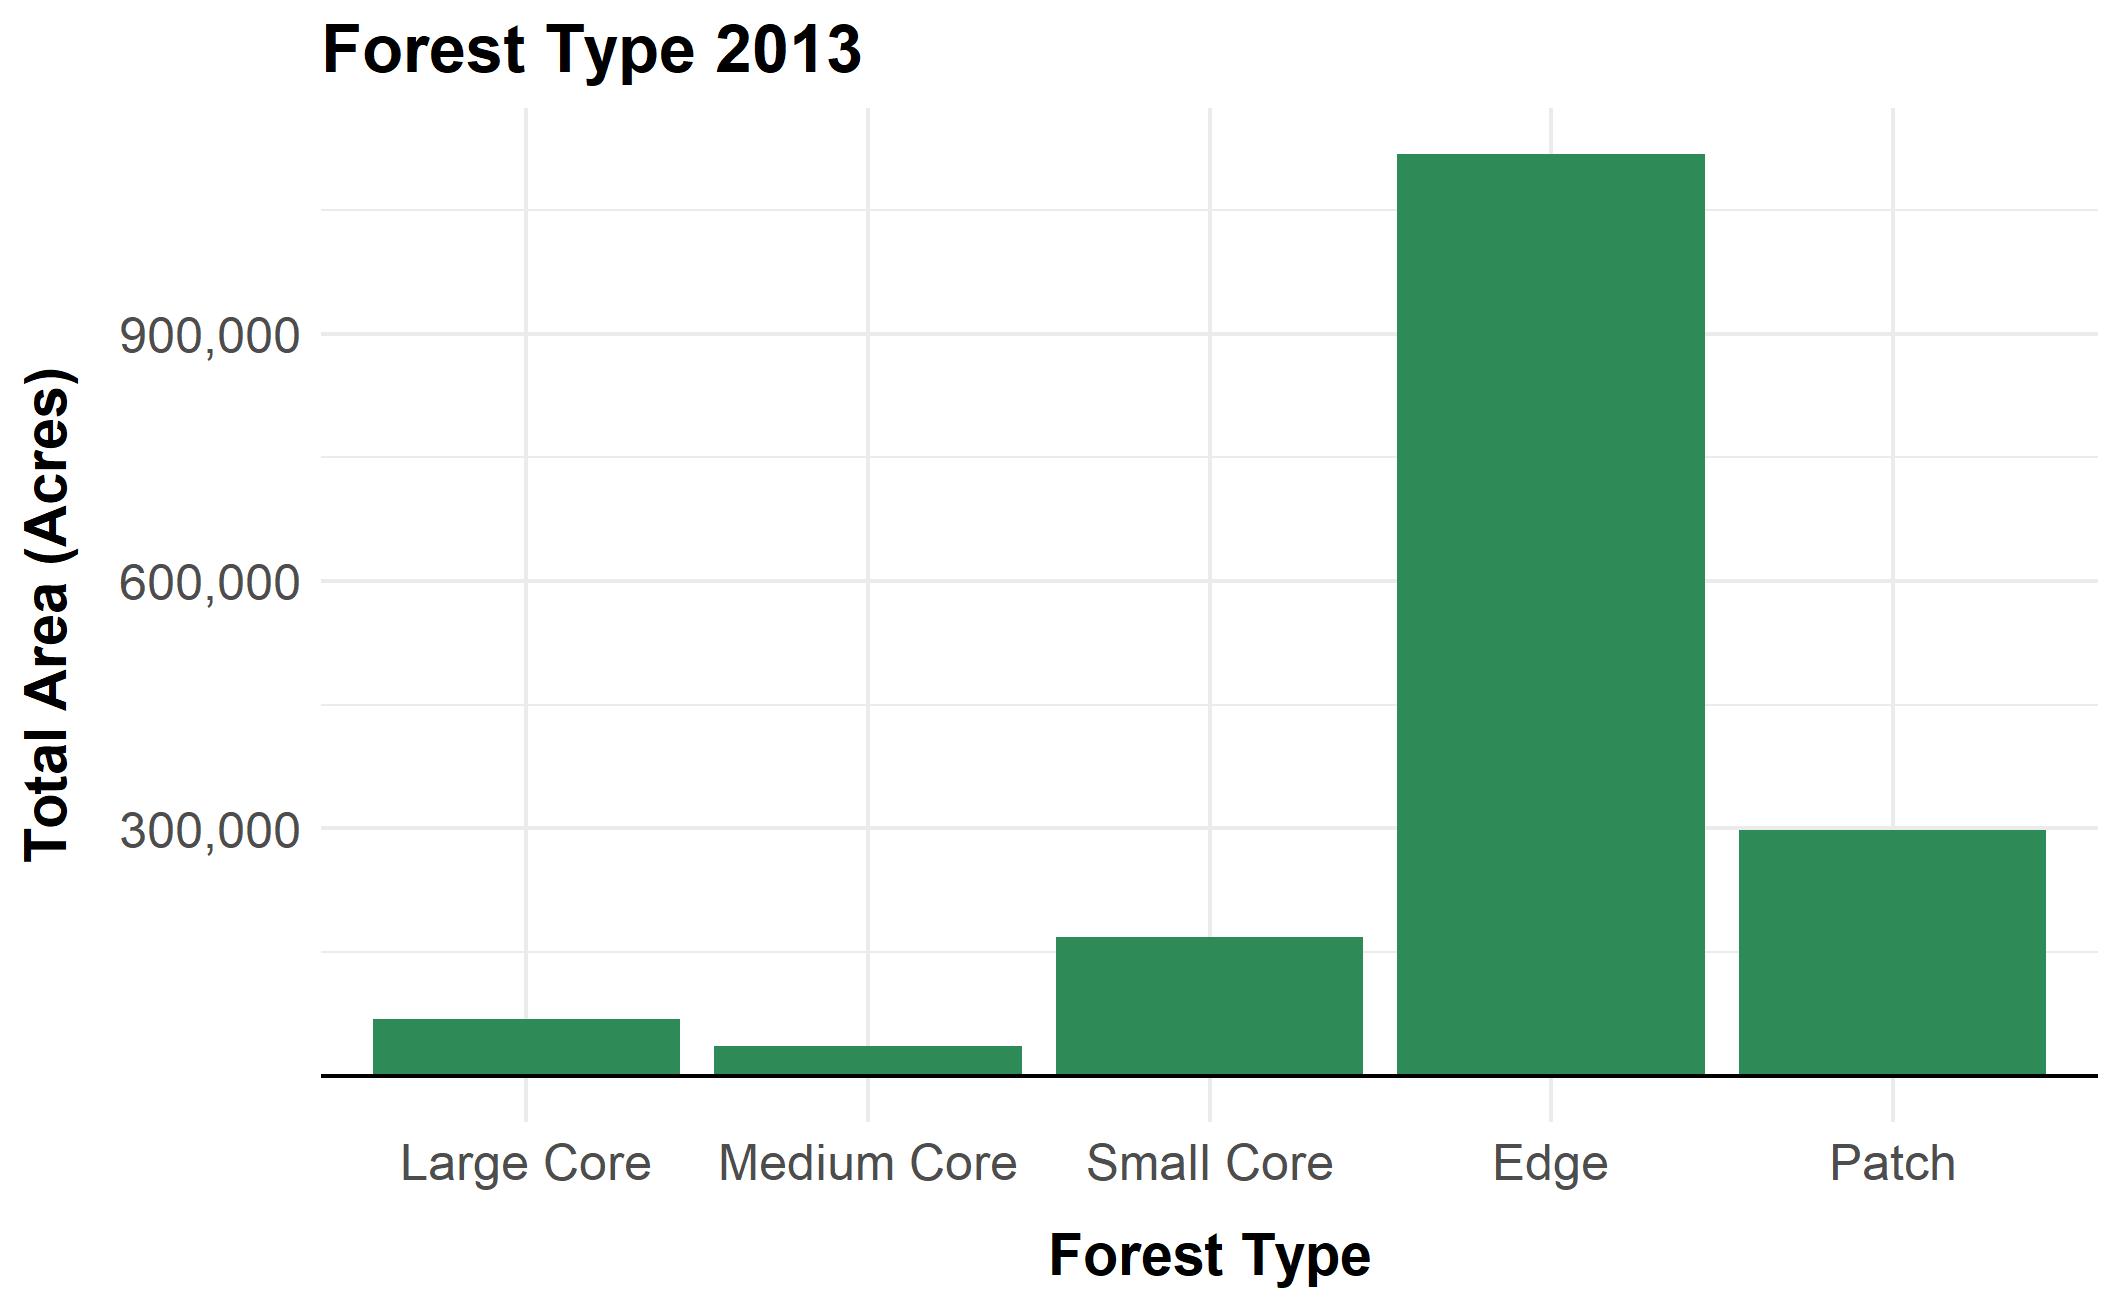 Forest Type 2013
Total Area (Acres)
900,000
600,000
300,000
Large Core Medium Core Small Core Edge Patch
Forest Type